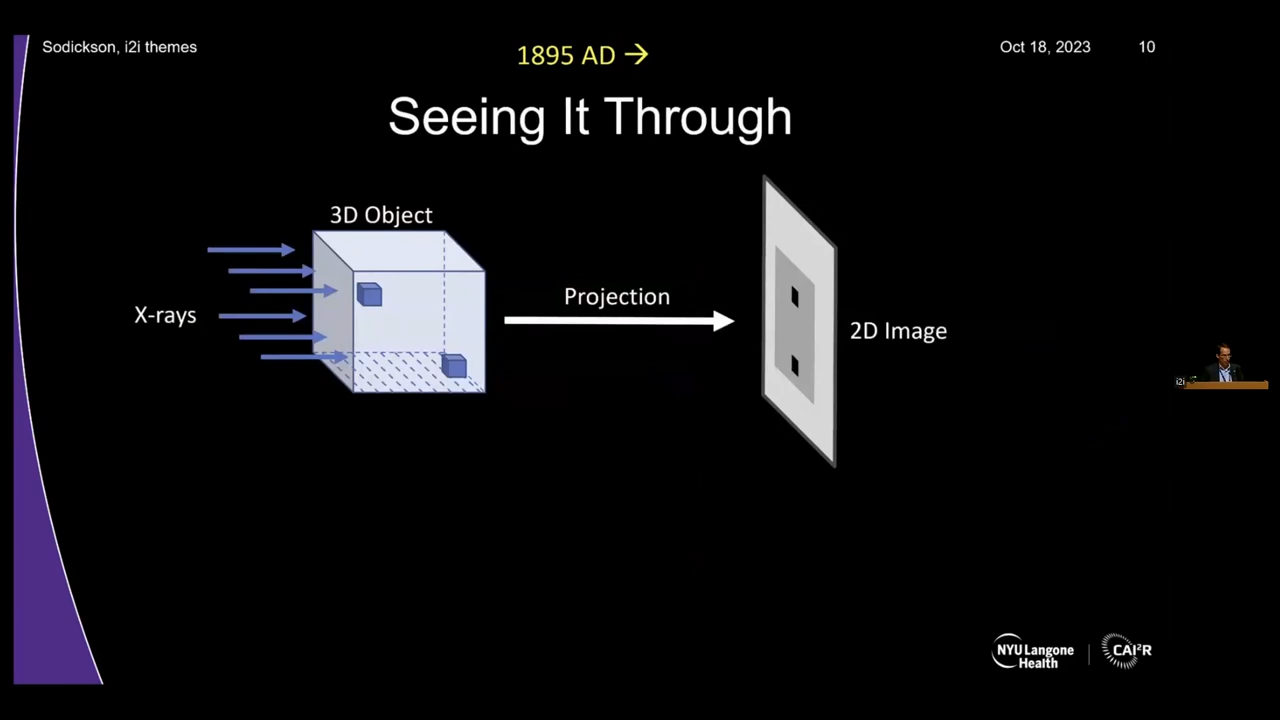 Sodickson, i2i themes
1895 AD →
Oct 18, 2023
10
Seeing It Through
3D Object
X-rays
Projection
2D Image
i2i
NYU Langone
Health
CAI²R